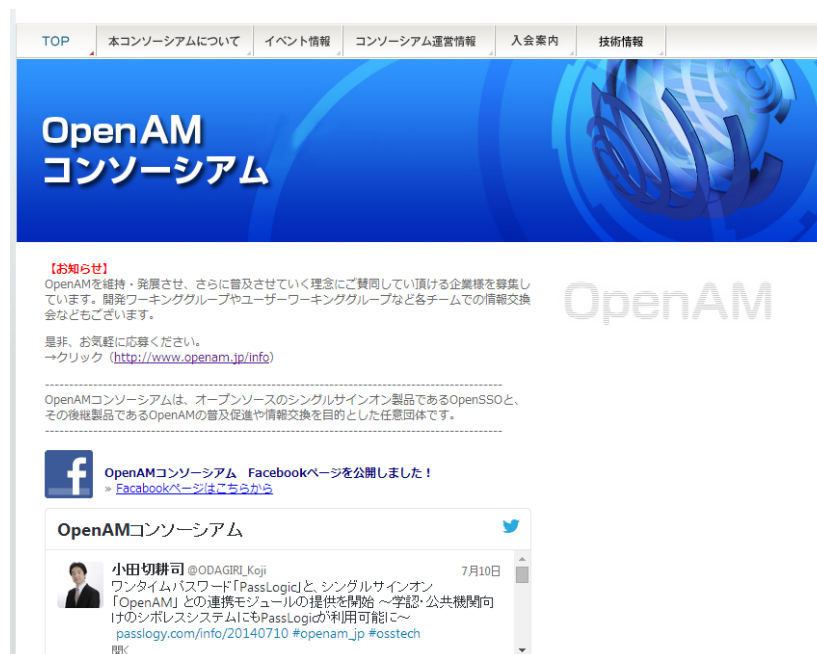 TOP 本コンソーシアムについて イベント情報 コンソーシアム運営情報 入会案内 技術情報
OpenAM
コンソーシアム
【お知らせ】
OpenAMを維持・発展させ、さらに普及させていく理念にご賛同してい頂ける企業様を募集し
ています。開発ワーキンググループやユーザーワーキンググループなど各チームでの情報交換
会などもございます。
是非、お気軽に応募ください。
→クリック（http://www.openam.jp/info）
OpenAM
--------------------------------------------------------------------------------------------
OpenAMコンソーシアムは、オープンソースのシングルサインオン製品であるOpenSSOと、
その後継製品であるOpenAMの普及促進や情報交換を目的とした任意団体です。
--------------------------------------------------------------------------------------------
OpenAMコンソーシアム　Facebookページを公開しました！
» Facabookページはこちらから
OpenAMコンソーシアム
小田切耕司 @ODAGIRI_Koji 7月10日
ワンタイムパスワード「PassLogic」と、シングルサインオン
「OpenAM」 との連携モジュールの提供を開始 ～学認・公共機関向
けのシボレスシステムにもPassLogicが利用可能に～
passlogy.com/info/20140710 #openam_jp #osstech
開く